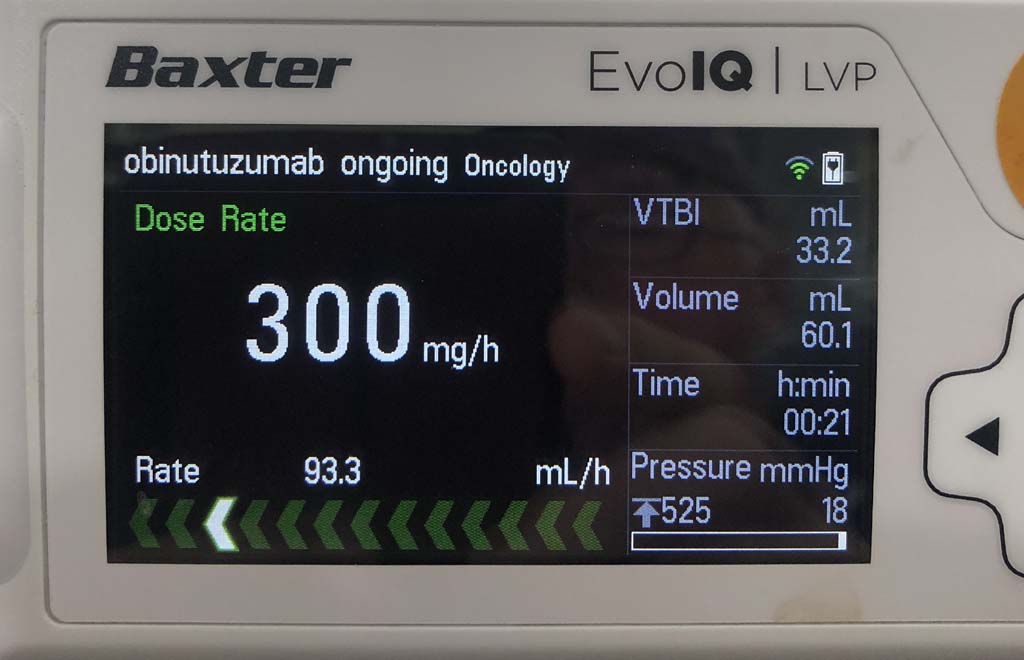 Baxter
EvoIQ | LVP
obinutuzumab ongoing Oncology
Dose Rate
300 mg/h
Rate 93.3 mL/h
VTBI mL
33.2
Volume mL
60.1
Time h:min
00:21
Pressure mmHg
525 18